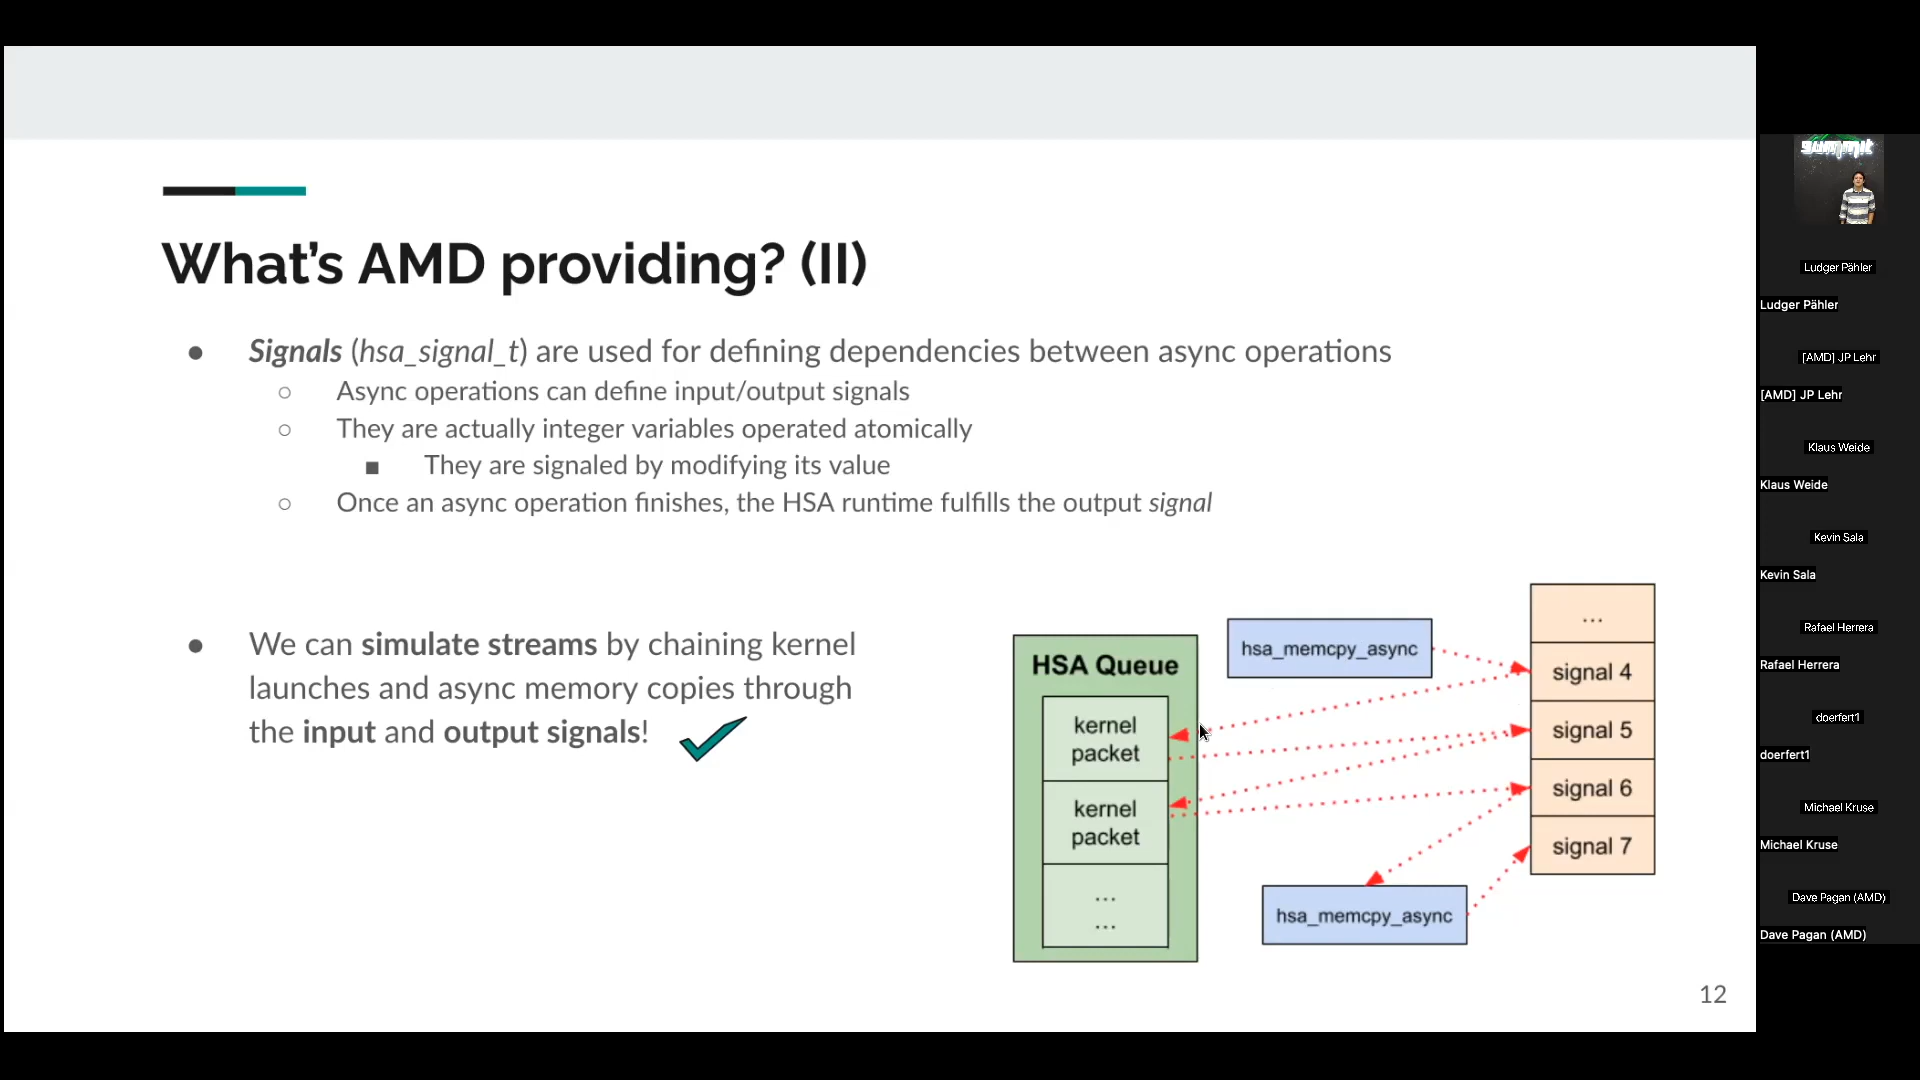 What's AMD providing? (II)
● Signals (hsa_signal_t) are used for defining dependencies between async operations
○ Async operations can define input/output signals
○ They are actually integer variables operated atomically
■ They are signaled by modifying its value
○ Once an async operation finishes, the HSA runtime fulfills the output signal
● We can simulate streams by chaining kernel
launches and async memory copies through
the input and output signals!
HSA Queue
kernel
packet
kernel
packet
...
...
hsa_memcpy_async
hsa_memcpy_async
...
signal 4
signal 5
signal 6
signal 7
12
summit
Ludger Pähler
Ludger Pähler
[AMD] JP Lehr
[AMD] JP Lehr
Klaus Weide
Klaus Weide
Kevin Sala
Kevin Sala
Rafael Herrera
Rafael Herrera
doerfert1
doerfert1
Michael Kruse
Michael Kruse
Dave Pagan (AMD)
Dave Pagan (AMD)